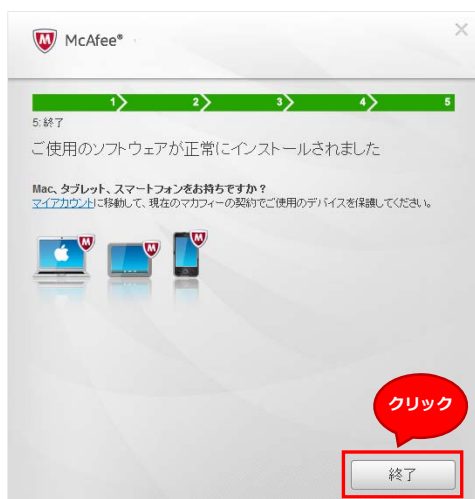 McAfee®
1 2 3 4 5
5: 終了
ご使用のソフトウェアが正常にインストールされました
Mac、タブレット、スマートフォンをお持ちですか？
マイアカウントに移動して、現在のマカフィーの契約でご使用のデバイスを保護してください。
クリック
終了